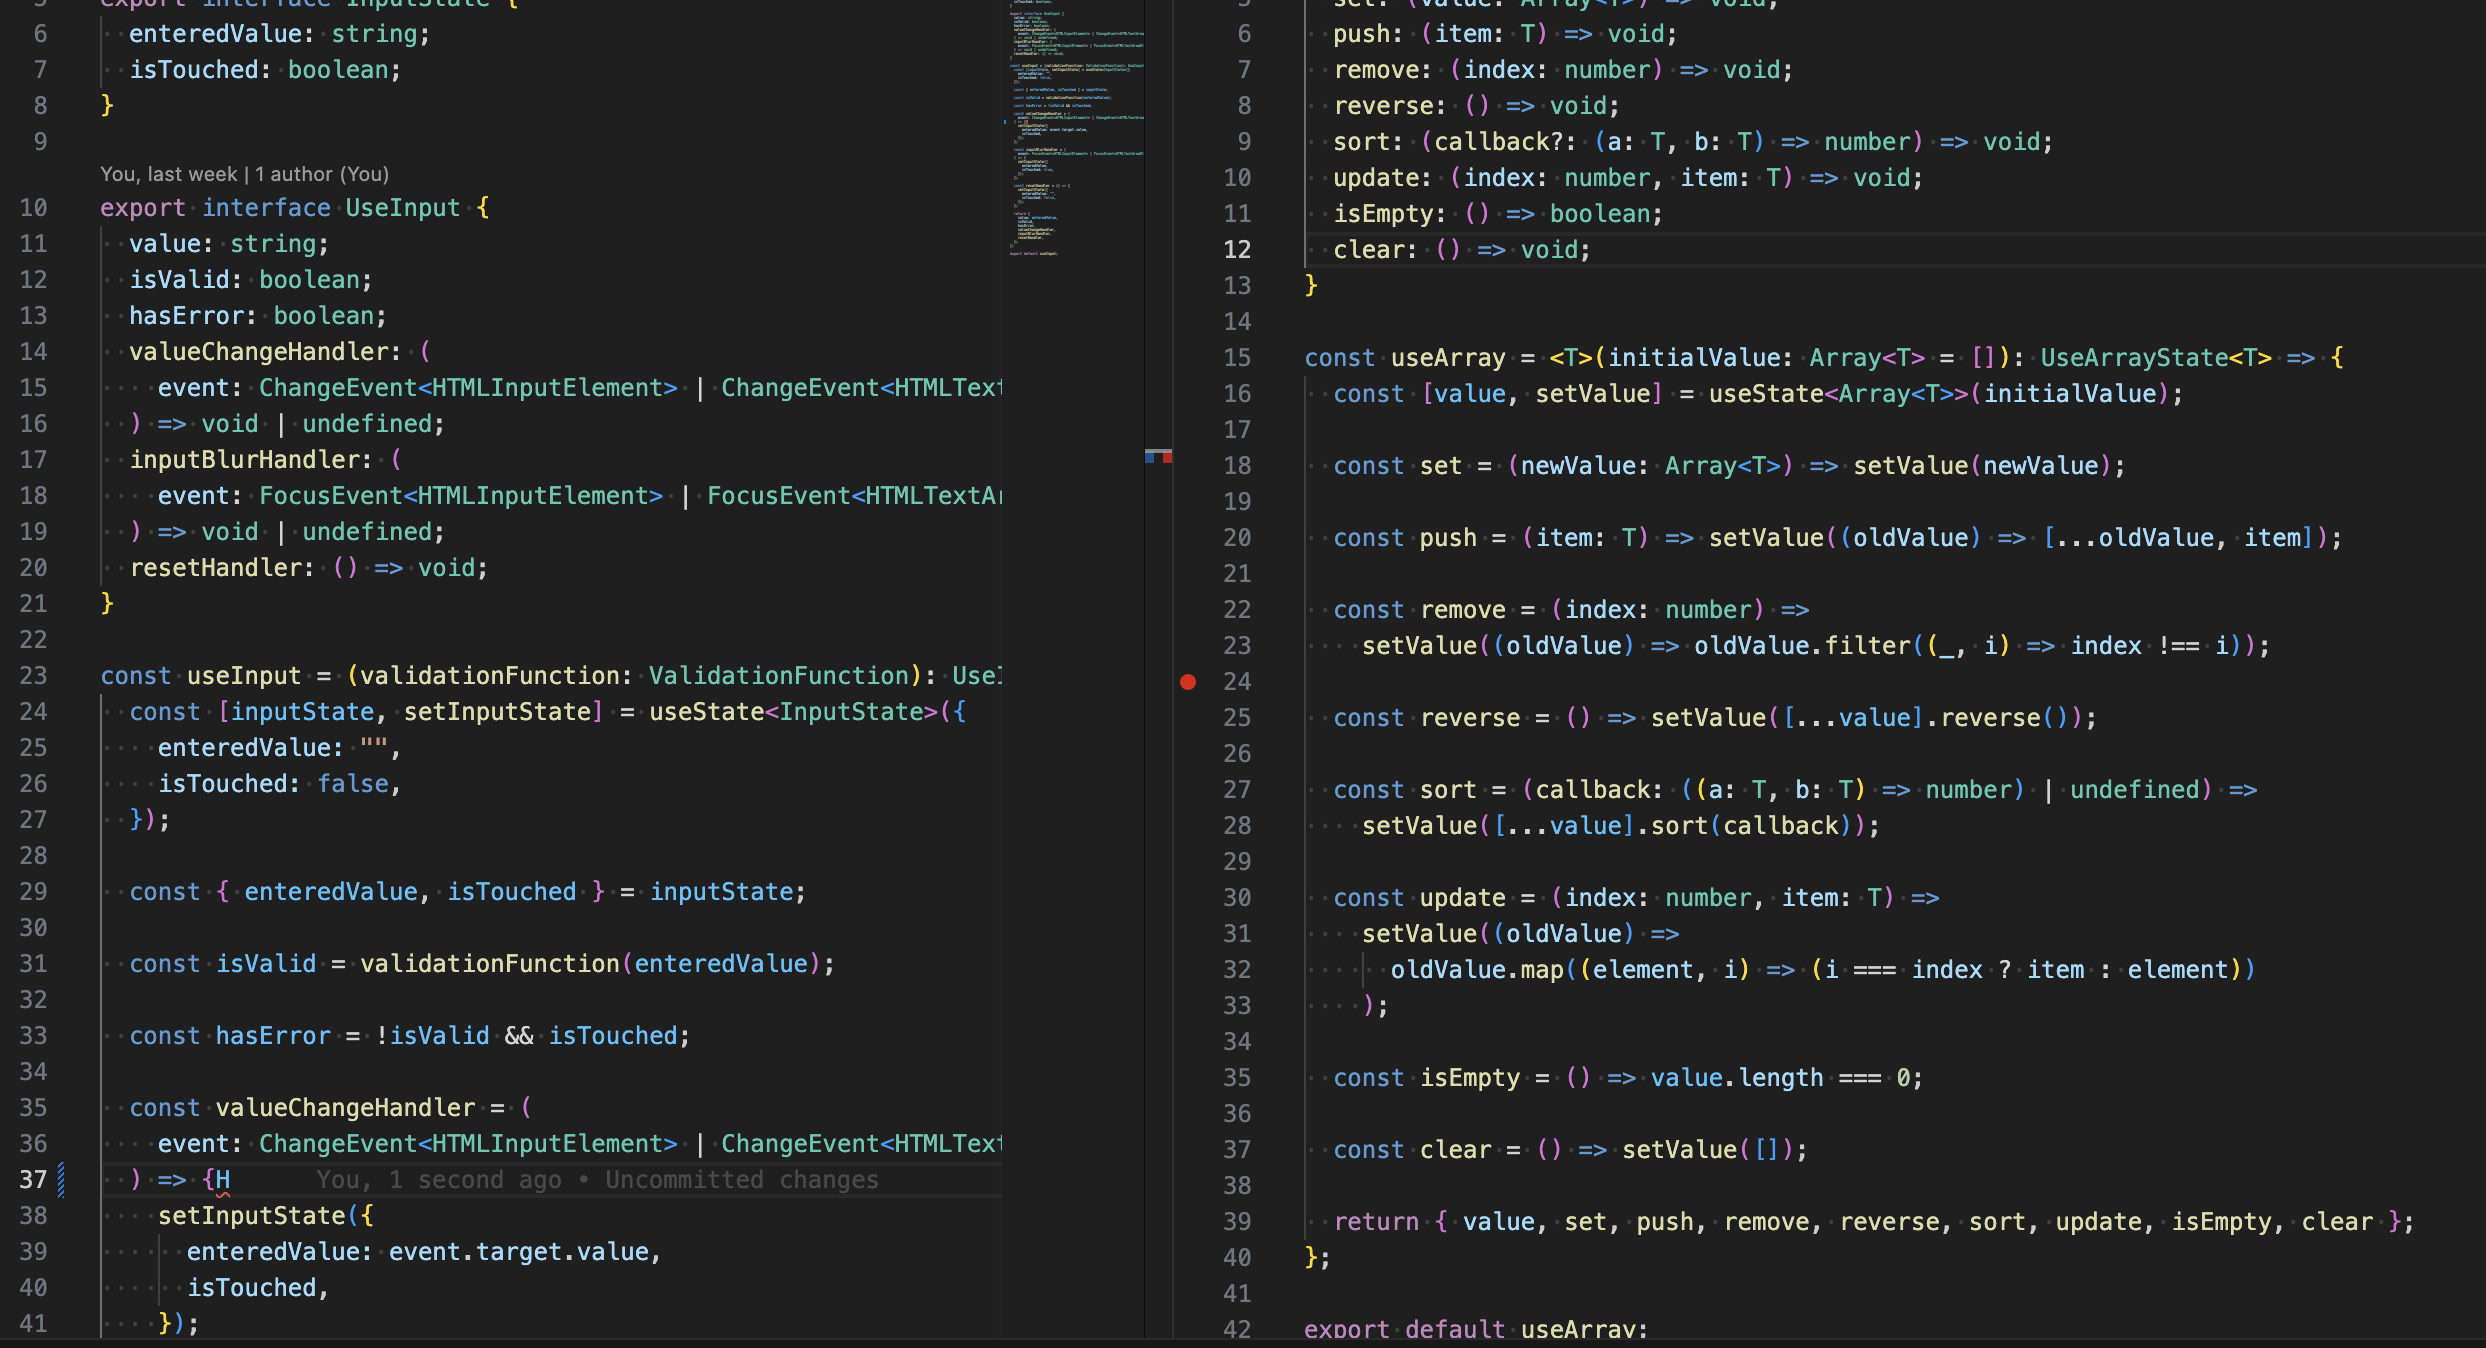 5 export interface InputState {
6 enteredValue: string;
7 isTouched: boolean;
8 }
9
You, last week | 1 author (You)
10 export interface UseInput {
11 value: string;
12 isValid: boolean;
13 hasError: boolean;
14 valueChangeHandler: (
15 event: ChangeEvent<HTMLInputElement> | ChangeEvent<HTMLText
16 ) => void | undefined;
17 inputBlurHandler: (
18 event: FocusEvent<HTMLInputElement> | FocusEvent<HTMLTextAr
19 ) => void | undefined;
20 resetHandler: () => void;
21 }
22
23 const useInput = (validationFunction: ValidationFunction): UseI
24 const [inputState, setInputState] = useState<InputState>({
25 enteredValue: "",
26 isTouched: false,
27 });
28
29 const { enteredValue, isTouched } = inputState;
30
31 const isValid = validationFunction(enteredValue);
32
33 const hasError = !isValid && isTouched;
34
35 const valueChangeHandler = (
36 event: ChangeEvent<HTMLInputElement> | ChangeEvent<HTMLText
37 ) => {H You, 1 second ago • Uncommitted changes
38 setInputState({
39 enteredValue: event.target.value,
40 isTouched,
41 });
5 set: (value: Array<T>) => void;
6 push: (item: T) => void;
7 remove: (index: number) => void;
8 reverse: () => void;
9 sort: (callback?: (a: T, b: T) => number) => void;
10 update: (index: number, item: T) => void;
11 isEmpty: () => boolean;
12 clear: () => void;
13 }
14
15 const useArray = <T>(initialValue: Array<T> = []): UseArrayState<T> => {
16 const [value, setValue] = useState<Array<T>>(initialValue);
17
18 const set = (newValue: Array<T>) => setValue(newValue);
19
20 const push = (item: T) => setValue((oldValue) => [...oldValue, item]);
21
22 const remove = (index: number) =>
23 setValue((oldValue) => oldValue.filter((_, i) => index !== i));
24
25 const reverse = () => setValue([...value].reverse());
26
27 const sort = (callback: ((a: T, b: T) => number) | undefined) =>
28 setValue([...value].sort(callback));
29
30 const update = (index: number, item: T) =>
31 setValue((oldValue) =>
32 oldValue.map((element, i) => (i === index ? item : element))
33 );
34
35 const isEmpty = () => value.length === 0;
36
37 const clear = () => setValue([]);
38
39 return { value, set, push, remove, reverse, sort, update, isEmpty, clear };
40 };
41
42 export default useArray;